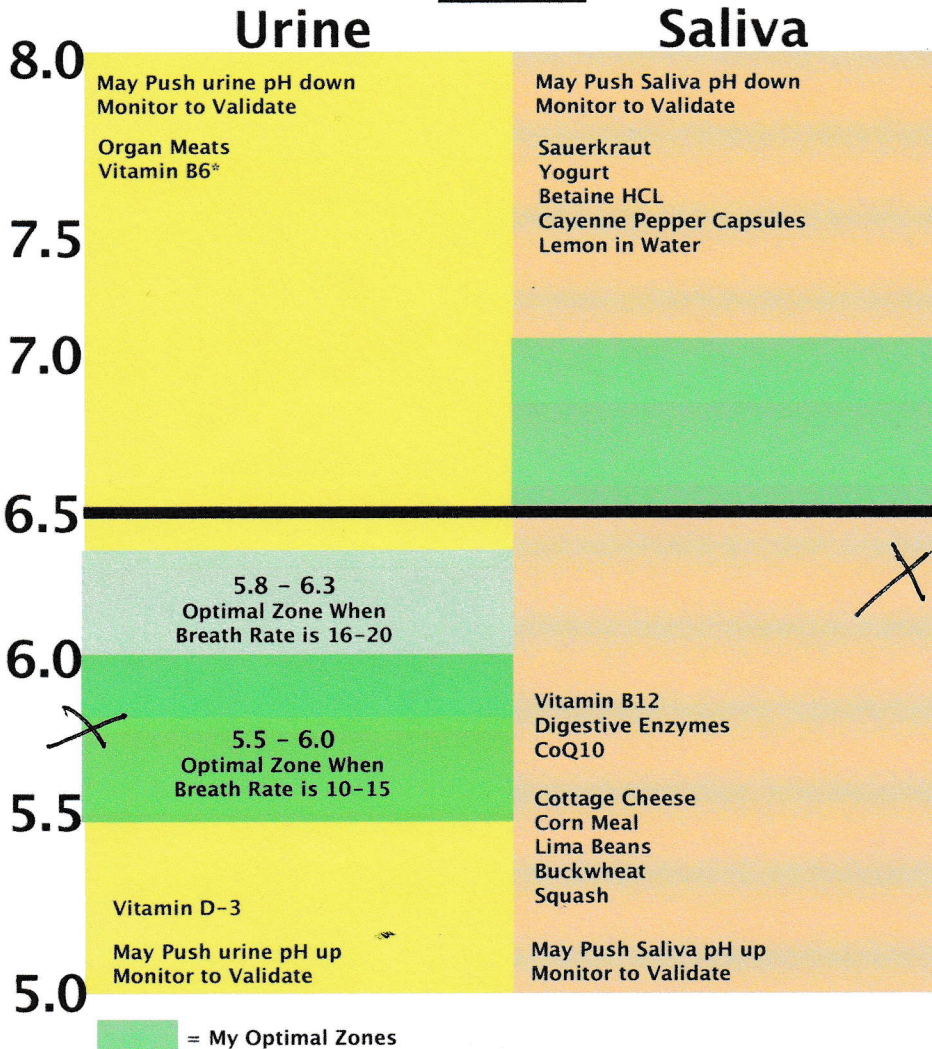 Urine
Saliva
8.0
7.5
7.0
6.5
6.0
5.5
5.0
May Push urine pH down
Monitor to Validate
Organ Meats
Vitamin B6*
5.8 – 6.3
Optimal Zone When
Breath Rate is 16–20
5.5 – 6.0
Optimal Zone When
Breath Rate is 10–15
Vitamin D–3
May Push urine pH up
Monitor to Validate
May Push Saliva pH down
Monitor to Validate
Sauerkraut
Yogurt
Betaine HCL
Cayenne Pepper Capsules
Lemon in Water
Vitamin B12
Digestive Enzymes
CoQ10
Cottage Cheese
Corn Meal
Lima Beans
Buckwheat
Squash
May Push Saliva pH up
Monitor to Validate
= My Optimal Zones